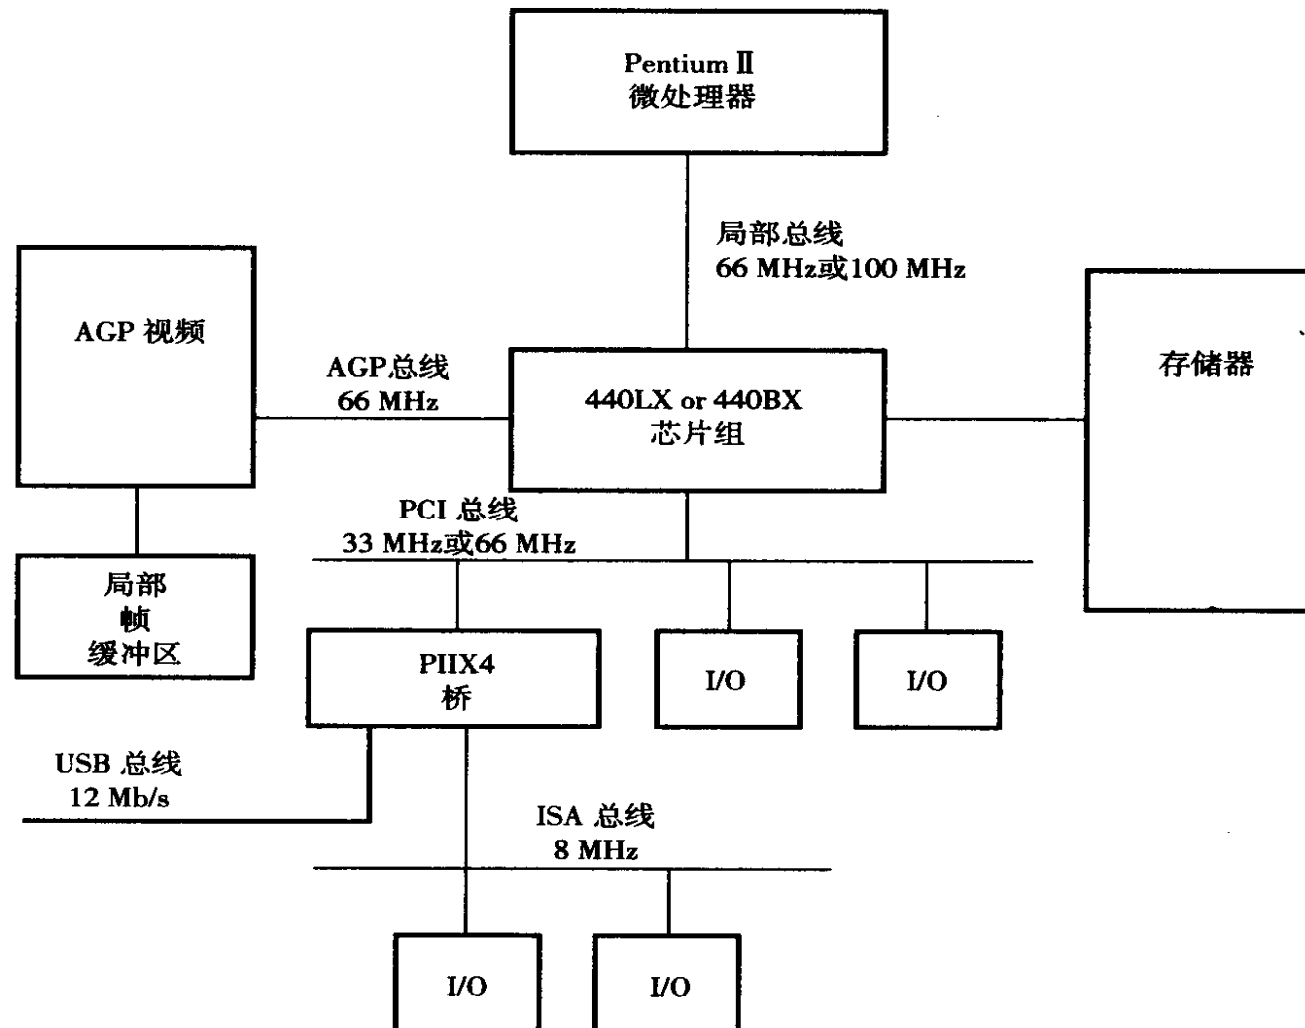 Pentium Ⅱ
微处理器
局部总线
66 MHz或100 MHz
AGP 视频
AGP总线
66 MHz
440LX or 440BX
芯片组
存储器
PCI 总线
33 MHz或66 MHz
局部
帧
缓冲区
PIIX4
桥
I/O
I/O
USB 总线
12 Mb/s
ISA 总线
8 MHz
I/O
I/O